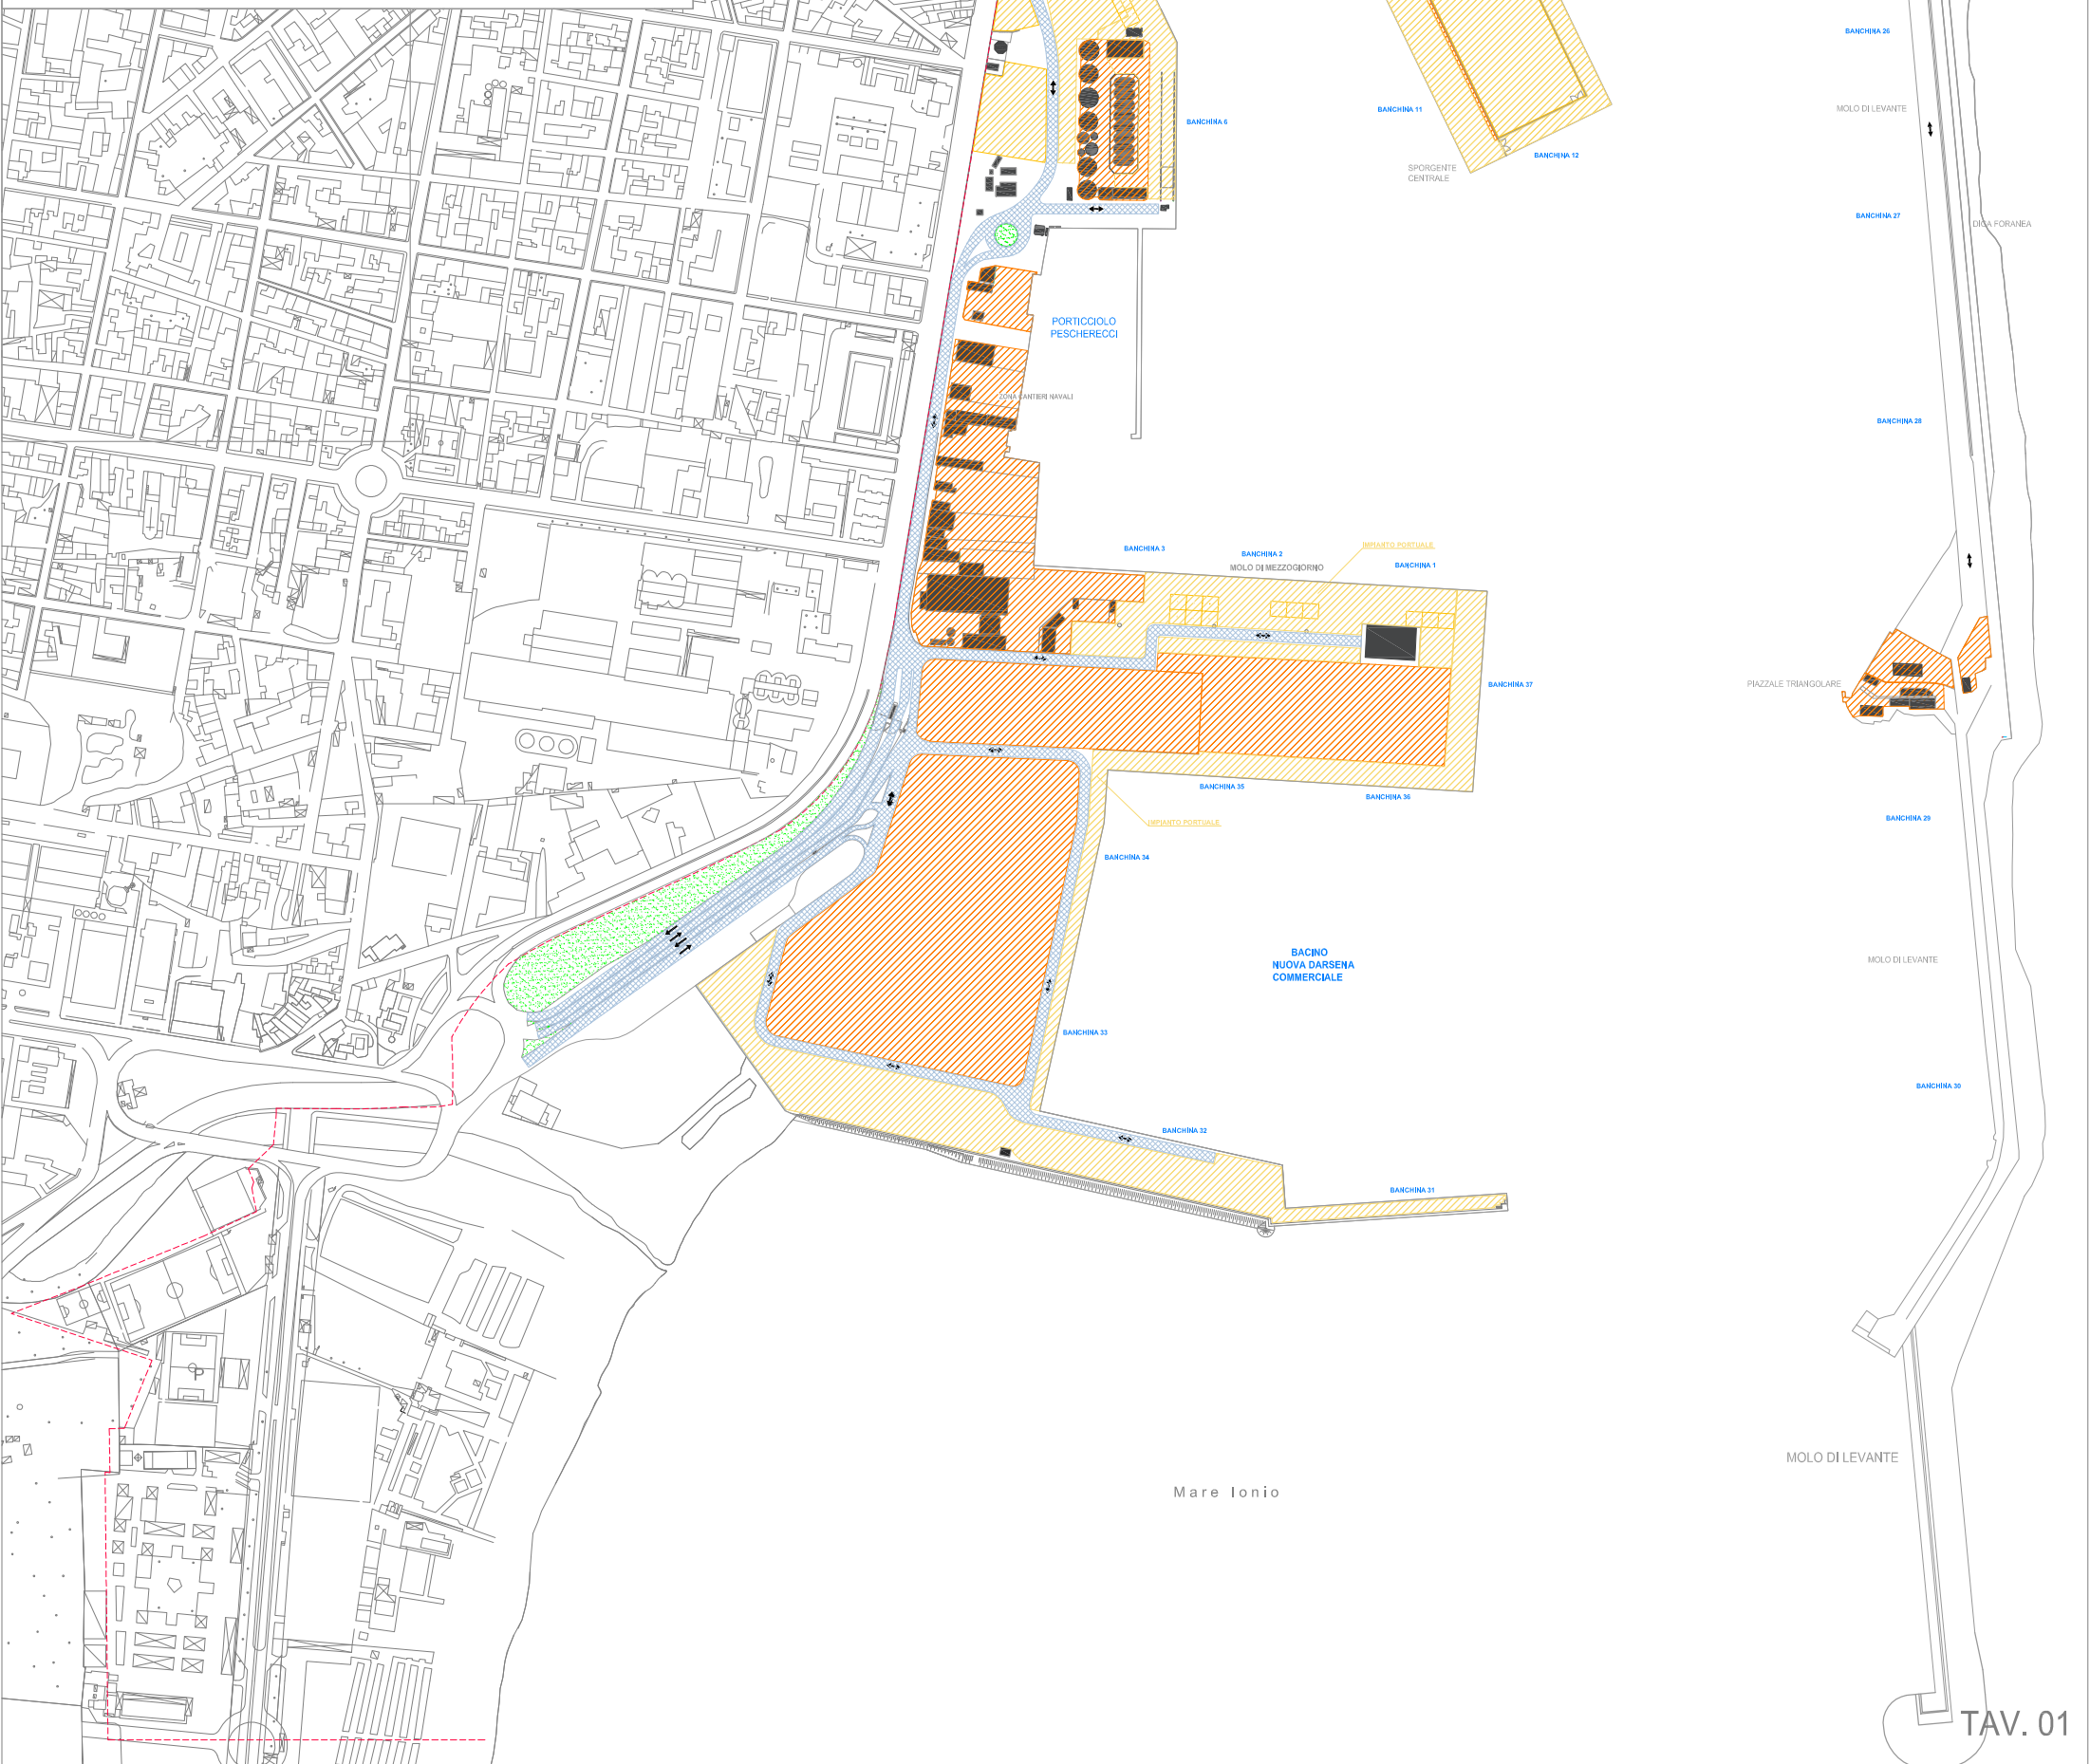 BANCHINA 26
MOLO DI LEVANTE
BANCHINA 11
BANCHINA 6
BANCHINA 12
SPORGENTE
CENTRALE
BANCHINA 27
DIGA FORANEA
PORTICCIOLO
PESCHERECCI
ZONA CANTIERI NAVALI
BANCHINA 28
BANCHINA 3
BANCHINA 2
IMPIANTO PORTUALE
MOLO DI MEZZOGIORNO
BANCHINA 1
BANCHINA 37
PIAZZALE TRIANGOLARE
BANCHINA 35
BANCHINA 36
IMPIANTO PORTUALE
BANCHINA 29
BANCHINA 34
BACINO
NUOVA DARSENA
COMMERCIALE
MOLO DI LEVANTE
BANCHINA 33
BANCHINA 30
BANCHINA 32
BANCHINA 31
P
MOLO DI LEVANTE
Mare Ionio
TAV. 01